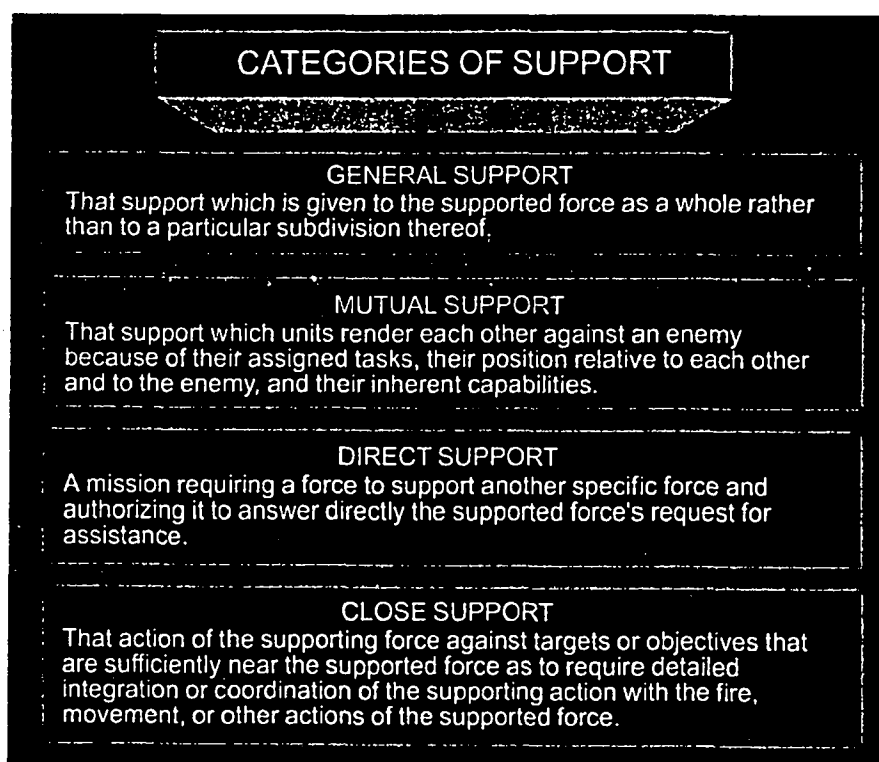 CATEGORIES OF SUPPORT
GENERAL SUPPORT
That support which is given to the supported force as a whole rather
than to a particular subdivision thereof.
MUTUAL SUPPORT
That support which units render each other against an enemy
because of their assigned tasks, their position relative to each other
and to the enemy, and their inherent capabilities.
DIRECT SUPPORT
A mission requiring a force to support another specific force and
authorizing it to answer directly the supported force's request for
assistance.
CLOSE SUPPORT
That action of the supporting force against targets or objectives that
are sufficiently near the supported force as to require detailed
integration or coordination of the supporting action with the fire,
movement, or other actions of the supported force.